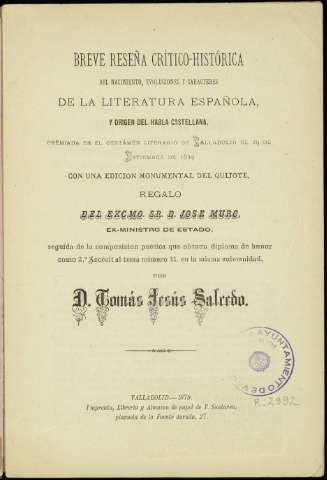 BREVE RESEÑA CRÍTICO-HISTÓRICA
DEL NACIMIENTO, EVOLUCIONES Y CARACTERES
DE LA LITERATURA ESPAÑOLA,
Y ORIGEN DEL HABLA CASTELLANA,
PREMIADA EN EL CERTÁMEN LITERARIO DE VALLADOLID EL 29 DE
SETIEMBRE DE 1879
CON UNA EDICION MONUMENTAL DEL QUIJOTE,
REGALO
DEL EXCMO. SR. D. JOSÉ MURO,
EX-MINISTRO DE ESTADO,
seguida de la composicion poética que obtuvo diploma de honor
como 2.º Accésit al tema número 11, en la misma solemnidad,
POR
D. Tomás Jesús Salcedo.
VALLADOLID.—1879.
Imprenta, Librería y Almacen de papel de F. Santaren,
plazuela de la Fuente dorada, 27.
AYUNTAMIENTO DE
R. 2992